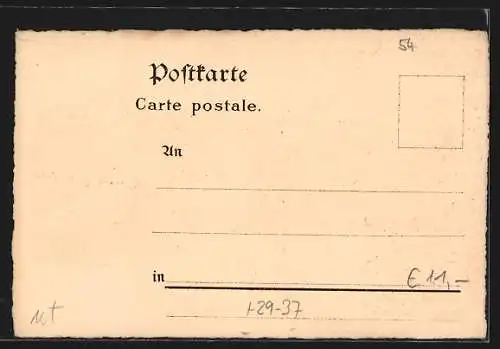 54
Postkarte
Carte postale.
An
in
€ 11,-
1-29-37